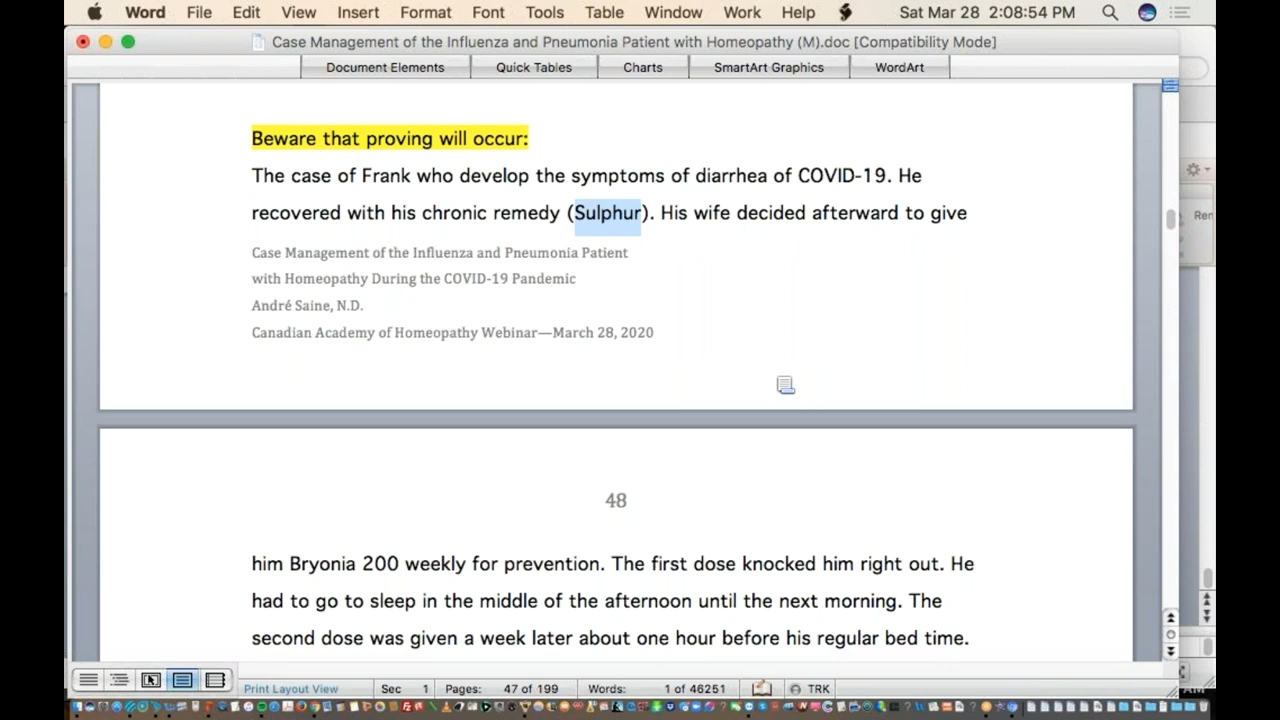 Word File Edit View Insert Format Font Tools Table Window Work Help Sat Mar 28 2:08:54 PM
Case Management of the Influenza and Pneumonia Patient with Homeopathy (M).doc [Compatibility Mode]
Document Elements Quick Tables Charts SmartArt Graphics WordArt
Beware that proving will occur:
The case of Frank who develop the symptoms of diarrhea of COVID-19. He
recovered with his chronic remedy (Sulphur). His wife decided afterward to give
Ren
Case Management of the Influenza and Pneumonia Patient
with Homeopathy During the COVID-19 Pandemic
André Saine, N.D.
Canadian Academy of Homeopathy Webinar—March 28, 2020
48
him Bryonia 200 weekly for prevention. The first dose knocked him right out. He
had to go to sleep in the middle of the afternoon until the next morning. The
second dose was given a week later about one hour before his regular bed time.
Print Layout View Sec 1 Pages: 47 of 199 Words: 1 of 46251 TRK
AM